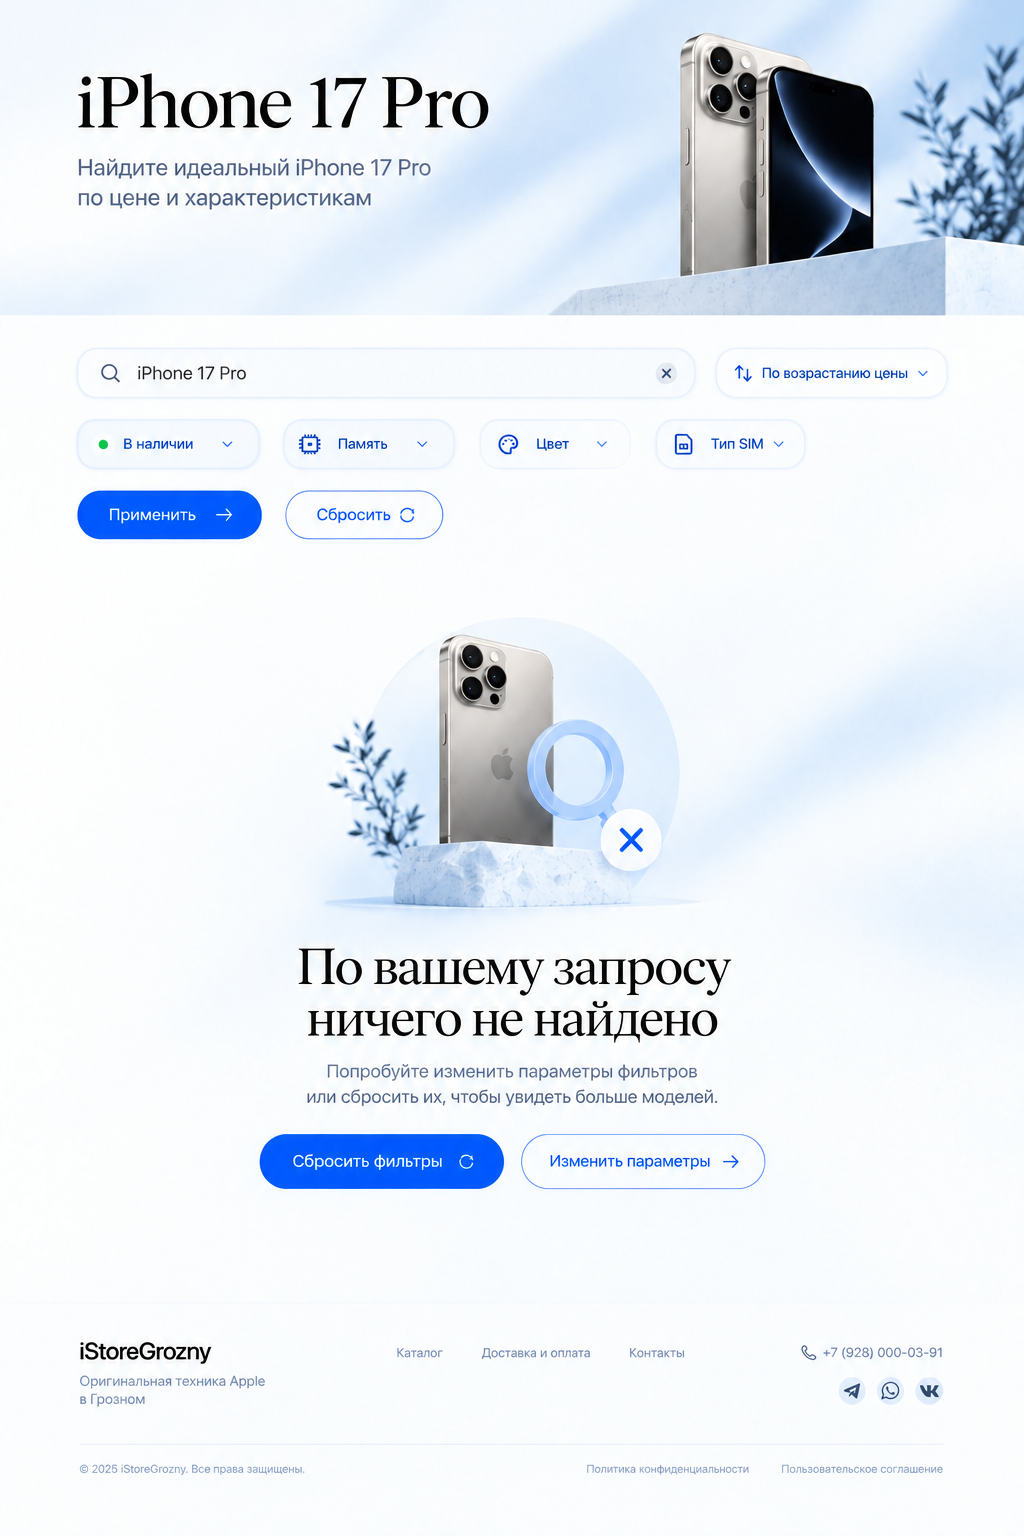 iPhone 17 Pro
Найдите идеальный iPhone 17 Pro
по цене и характеристикам
iPhone 17 Pro
По возрастанию цены
В наличии
Память
Цвет
Тип SIM
Применить
Сбросить
По вашему запросу
ничего не найдено
Попробуйте изменить параметры фильтров
или сбросить их, чтобы увидеть больше моделей.
Сбросить фильтры
Изменить параметры
iStoreGrozny
Оригинальная техника Apple
в Грозном
Каталог
Доставка и оплата
Контакты
+7 (928) 000-03-91
© 2025 iStoreGrozny. Все права защищены.
Политика конфиденциальности
Пользовательское соглашение